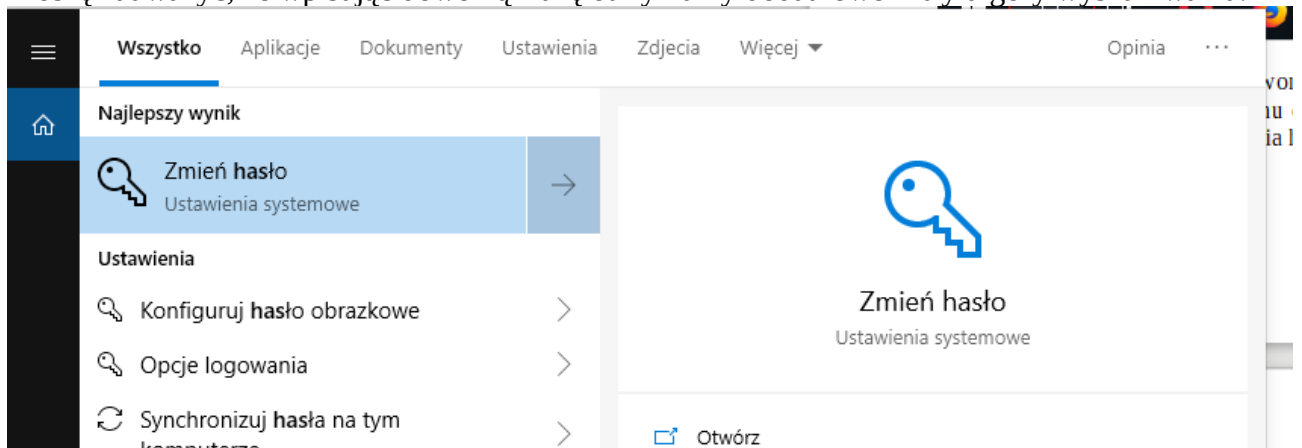 Wszystko Aplikacje Dokumenty Ustawienia Zdjecia Więcej Opinia ...
Najlepszy wynik
Zmień hasło
Ustawienia systemowe
Ustawienia
Konfiguruj hasło obrazkowe
Opcje logowania
Synchronizuj hasła na tym
komputerze
Zmień hasło
Ustawienia systemowe
Otwórz